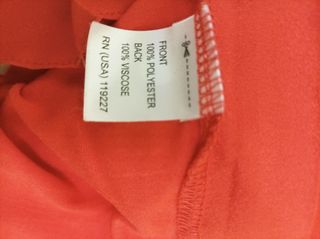 FRONT
100% POLYESTER
BACK
100% VISCOSE
RN (USA) 119227